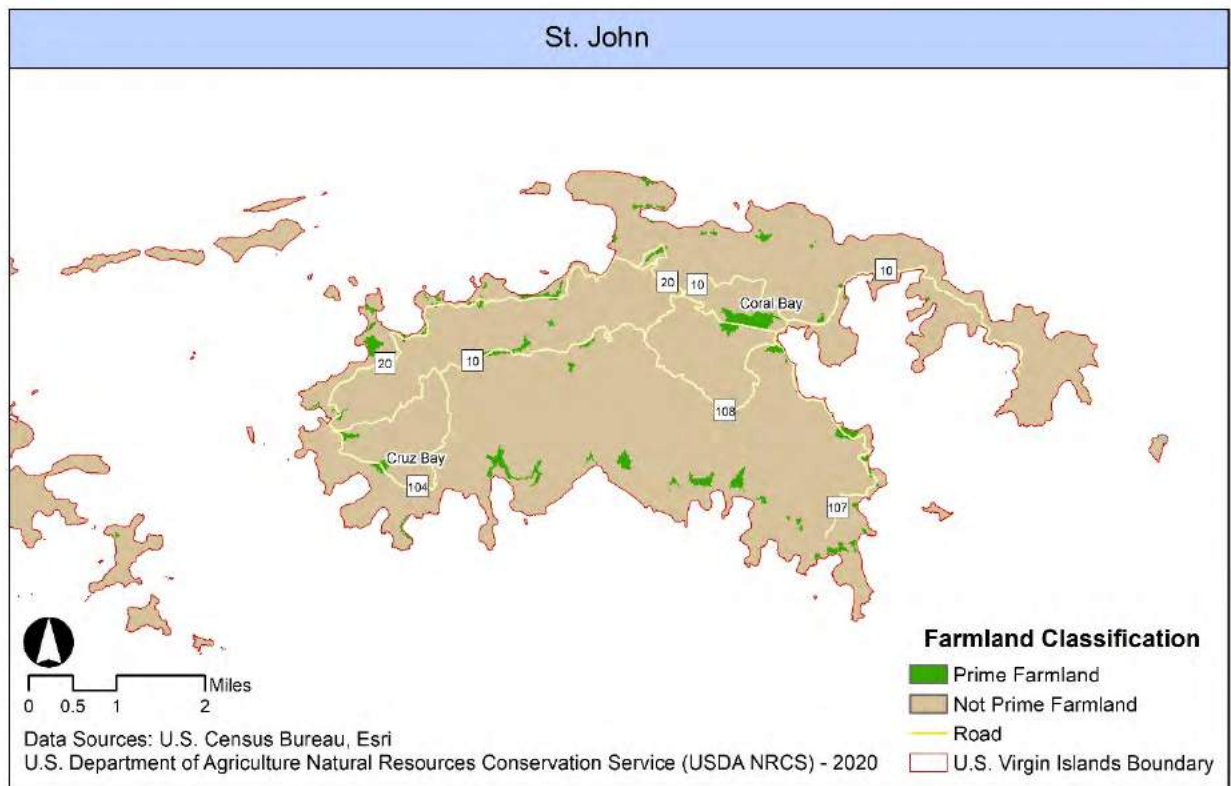 St. John
20
10
10
Coral Bay
20
10
108
Cruz Bay
104
107
Miles
0 0.5 1 2
Farmland Classification
Prime Farmland
Not Prime Farmland
Road
U.S. Virgin Islands Boundary
Data Sources: U.S. Census Bureau, Esri
U.S. Department of Agriculture Natural Resources Conservation Service (USDA NRCS) - 2020